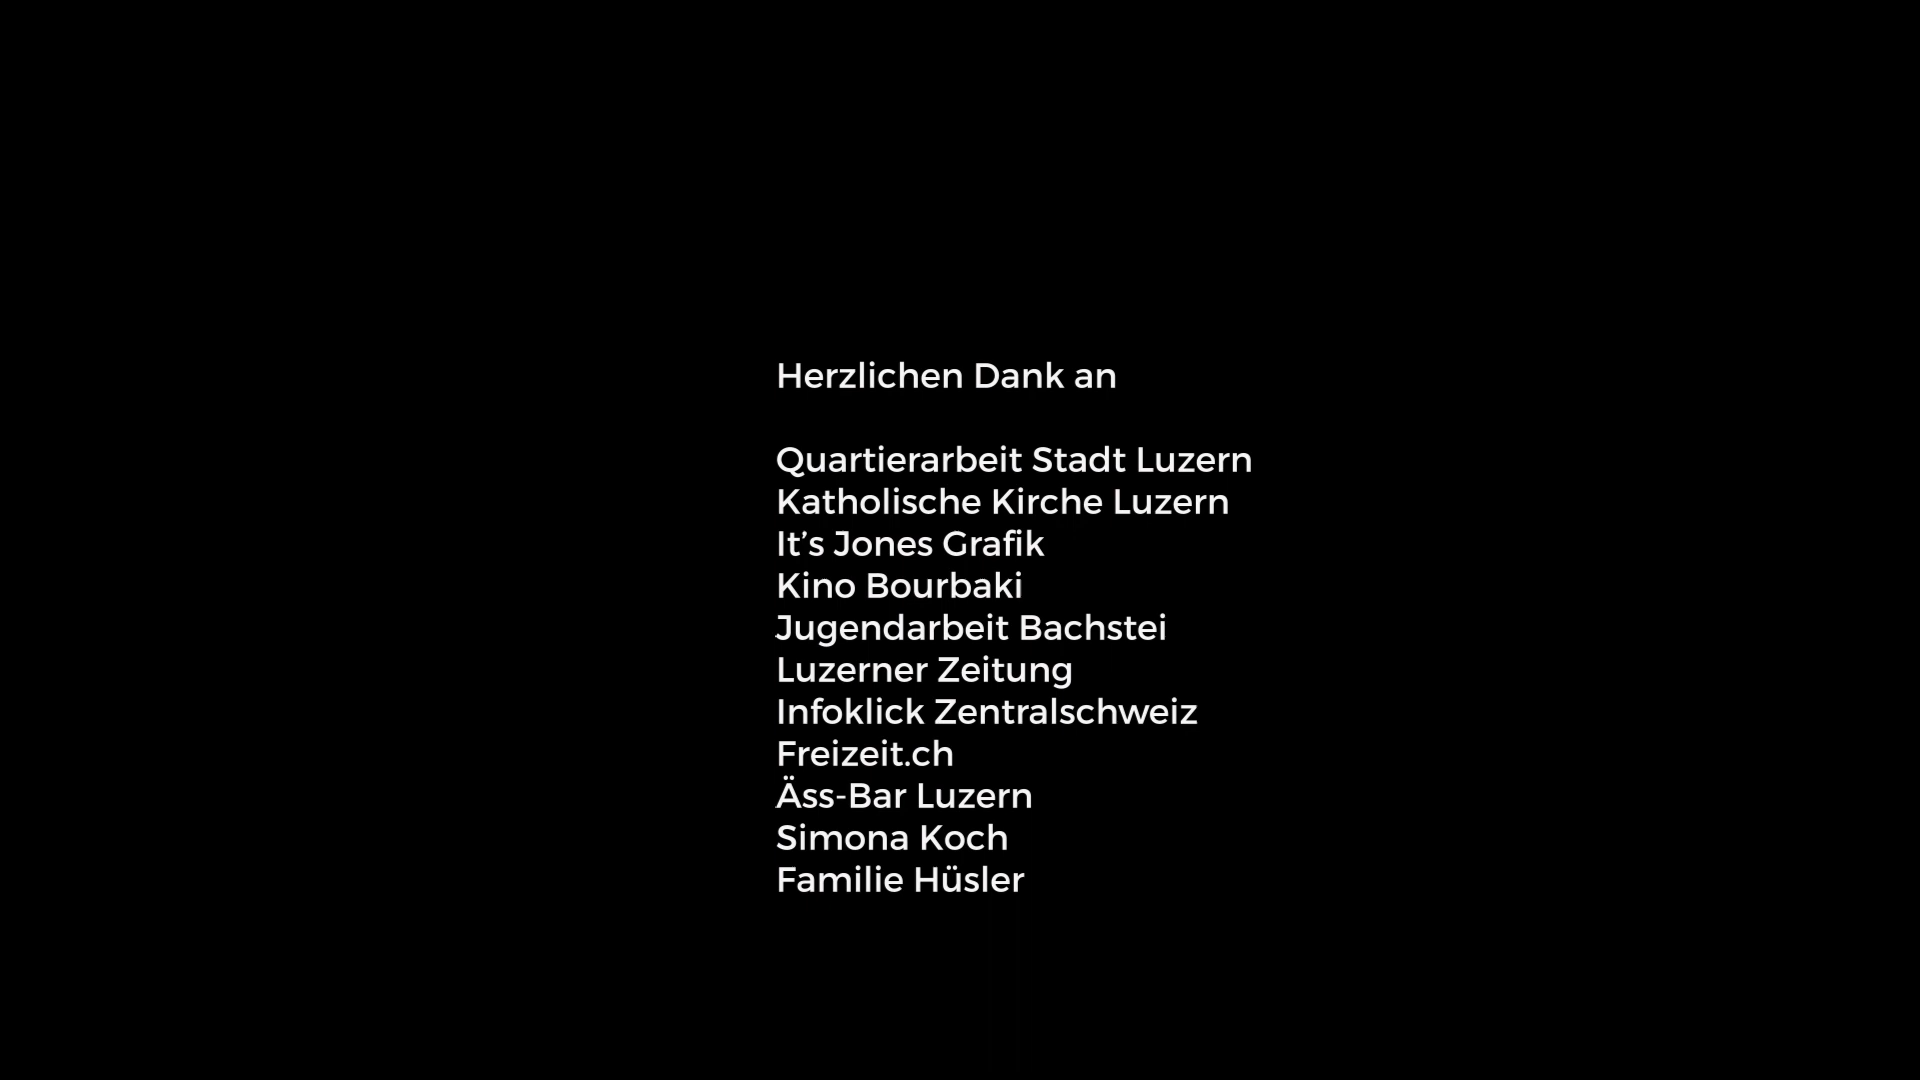 Herzlichen Dank an
Quartierarbeit Stadt Luzern
Katholische Kirche Luzern
It’s Jones Grafik
Kino Bourbaki
Jugendarbeit Bachstei
Luzerner Zeitung
Infoklick Zentralschweiz
Freizeit.ch
Äss-Bar Luzern
Simona Koch
Familie Hüsler